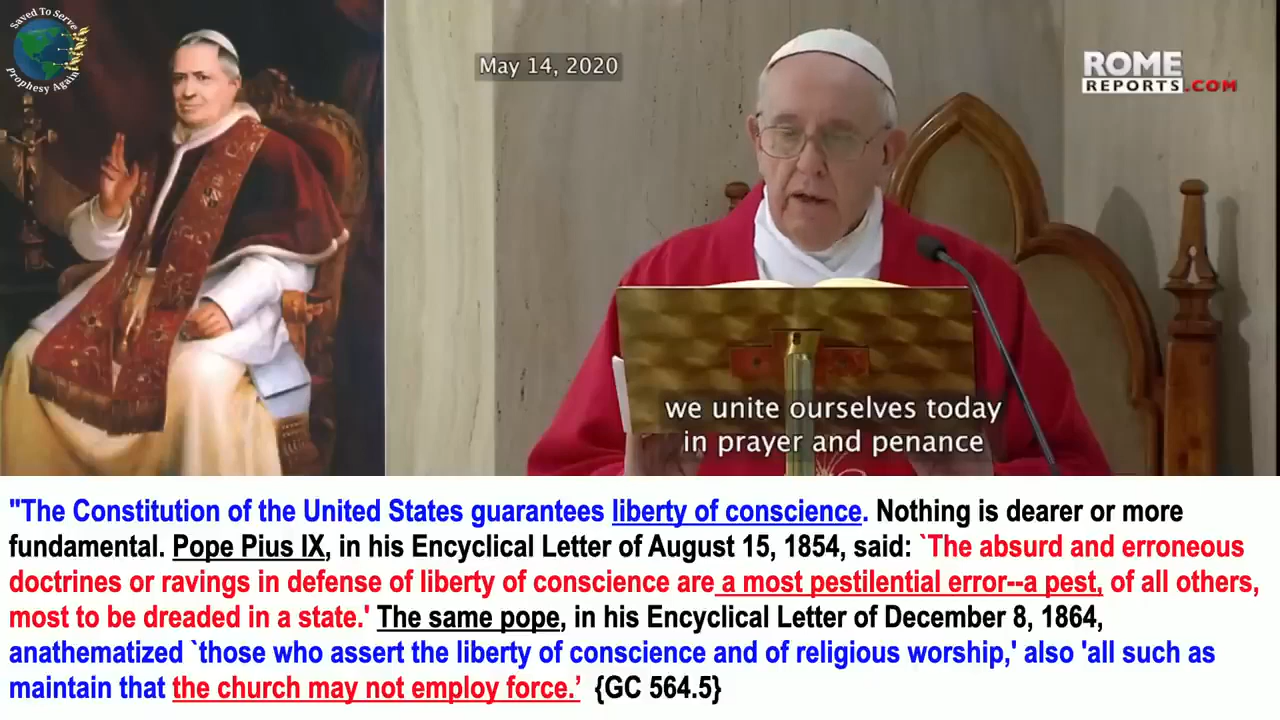 Saved To Serve
Prophesy Again
May 14, 2020
ROME
REPORTS.COM
we unite ourselves today
in prayer and penance
"The Constitution of the United States guarantees liberty of conscience. Nothing is dearer or more
fundamental. Pope Pius IX, in his Encyclical Letter of August 15, 1854, said: `The absurd and erroneous
doctrines or ravings in defense of liberty of conscience are a most pestilential error--a pest, of all others,
most to be dreaded in a state.' The same pope, in his Encyclical Letter of December 8, 1864,
anathematized `those who assert the liberty of conscience and of religious worship,' also 'all such as
maintain that the church may not employ force.’ {GC 564.5}